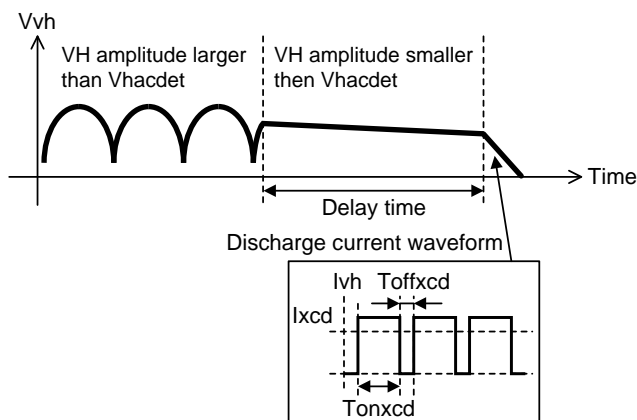 Vvh
VH amplitude larger
than Vhacdet
VH amplitude smaller
then Vhacdet
Time
Delay time
Discharge current waveform
Ivh
Toffxcd
Ixcd
Tonxcd